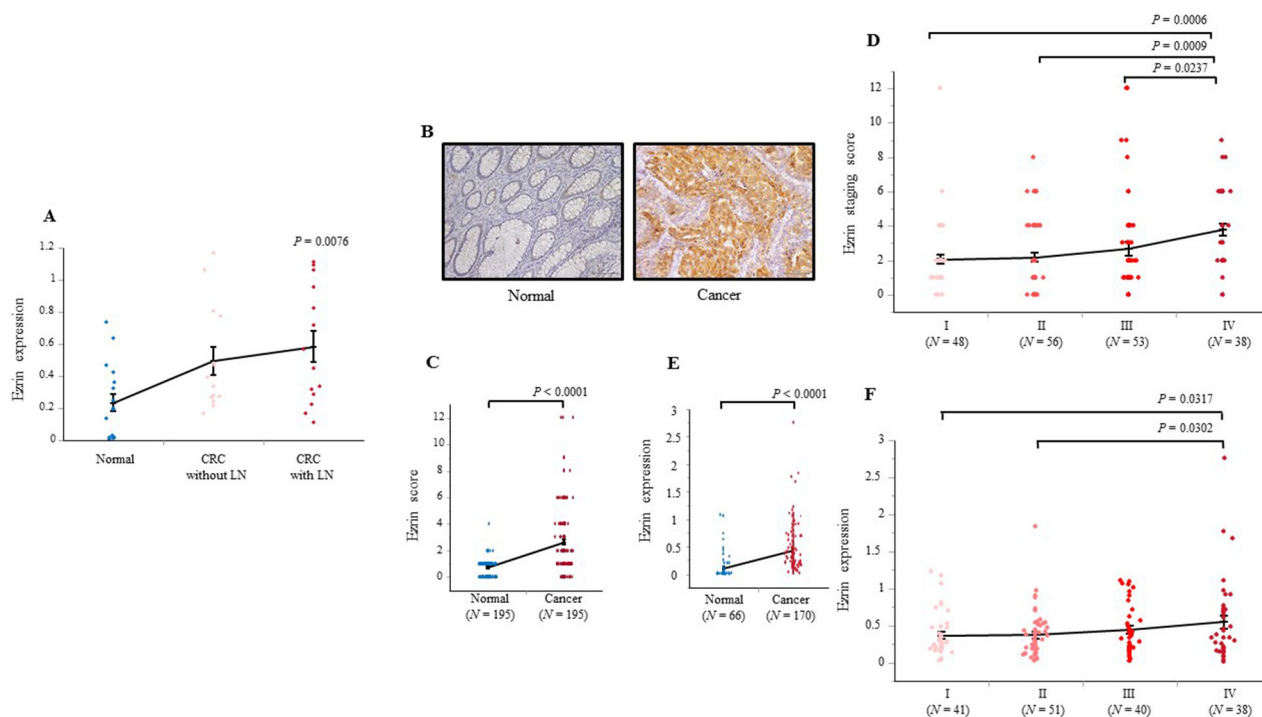 A
Ezrin expression
1.2
1
0.8
0.6
0.4
0.2
0
P = 0.0076
Normal
CRC
without LN
CRC
with LN
B
Normal
Cancer
C
Ezrin score
P < 0.0001
12
10
8
6
4
2
0
Normal
(N = 195)
Cancer
(N = 195)
E
Ezrin expression
P < 0.0001
3
2.5
2
1.5
1
0.5
0
Normal
(N = 66)
Cancer
(N = 170)
D
Ezrin staging score
P = 0.0006
P = 0.0009
P = 0.0237
12
10
8
6
4
2
0
I
(N = 48)
II
(N = 56)
III
(N = 53)
IV
(N = 38)
F
Ezrin expression
P = 0.0317
P = 0.0302
3
2.5
2
1.5
1
0.5
0
I
(N = 41)
II
(N = 51)
III
(N = 40)
IV
(N = 38)